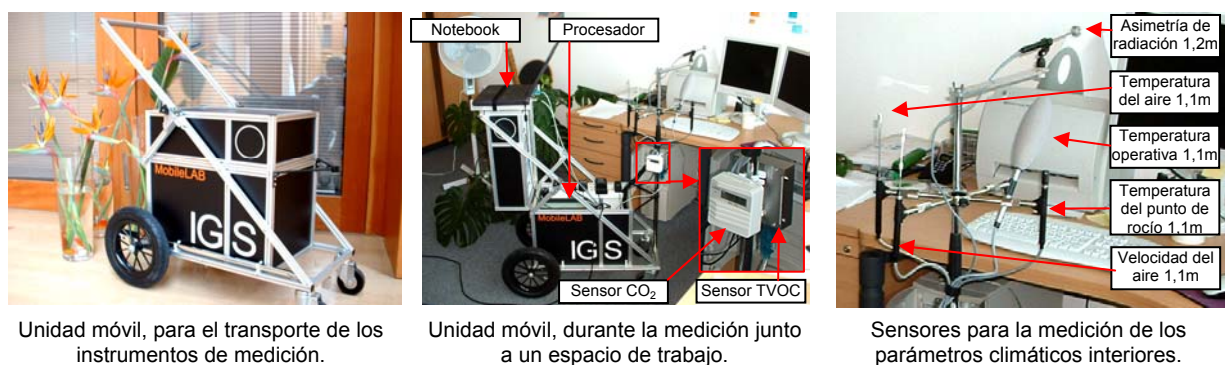 MobileLAB
IGS
Unidad móvil, para el transporte de los
instrumentos de medición.
Notebook
Procesador
MobileLAB
IGS
Sensor CO₂
Sensor TVOC
Unidad móvil, durante la medición junto
a un espacio de trabajo.
Asimetría de
radiación 1,2m
Temperatura
del aire 1,1m
Temperatura
operativa 1,1m
Temperatura
del punto de
rocío 1,1m
Velocidad del
aire 1,1m
Sensores para la medición de los
parámetros climáticos interiores.